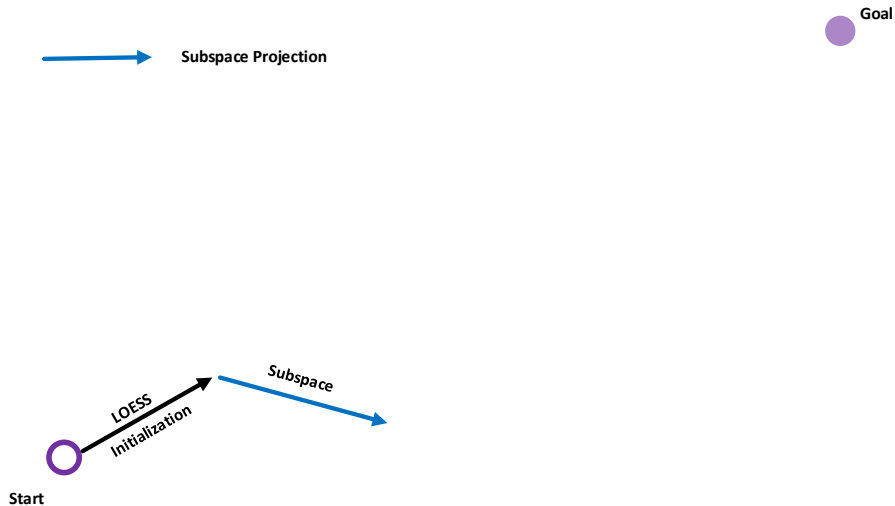 Goal
Subspace Projection
Subspace
LOESS
Initialization
Start